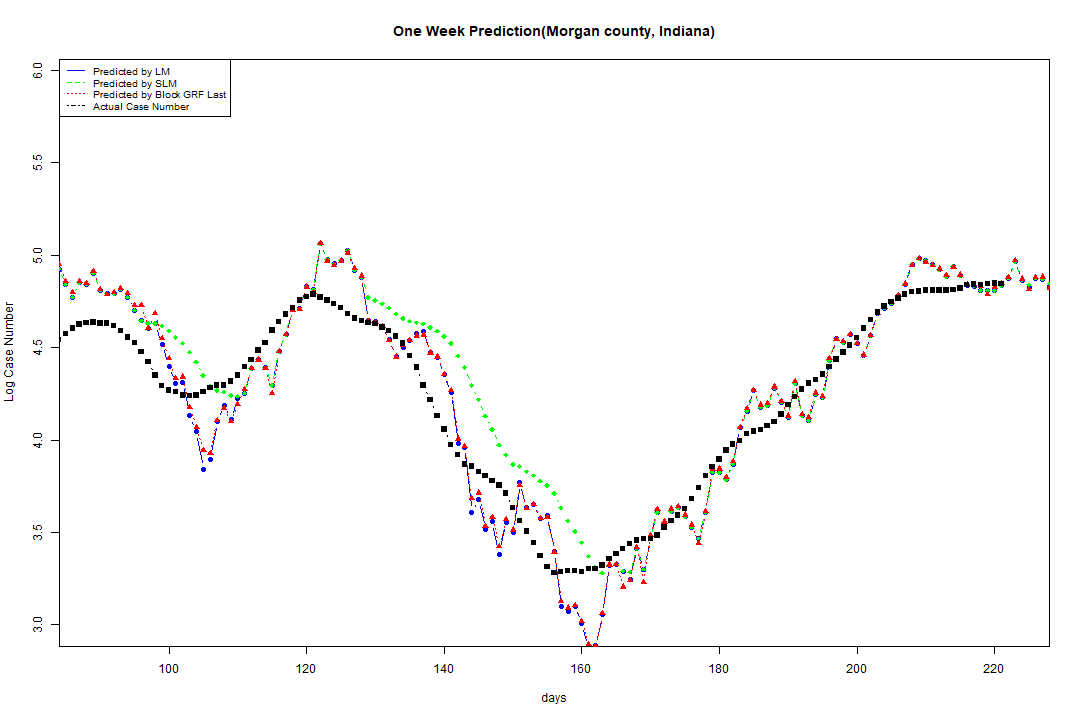 One Week Prediction(Morgan county, Indiana)
Predicted by LM
Predicted by SLM
Predicted by Block GRF Last
Actual Case Number
6.0
5.5
5.0
4.5
4.0
3.5
3.0
Log Case Number
100 120 140 160 180 200 220
days